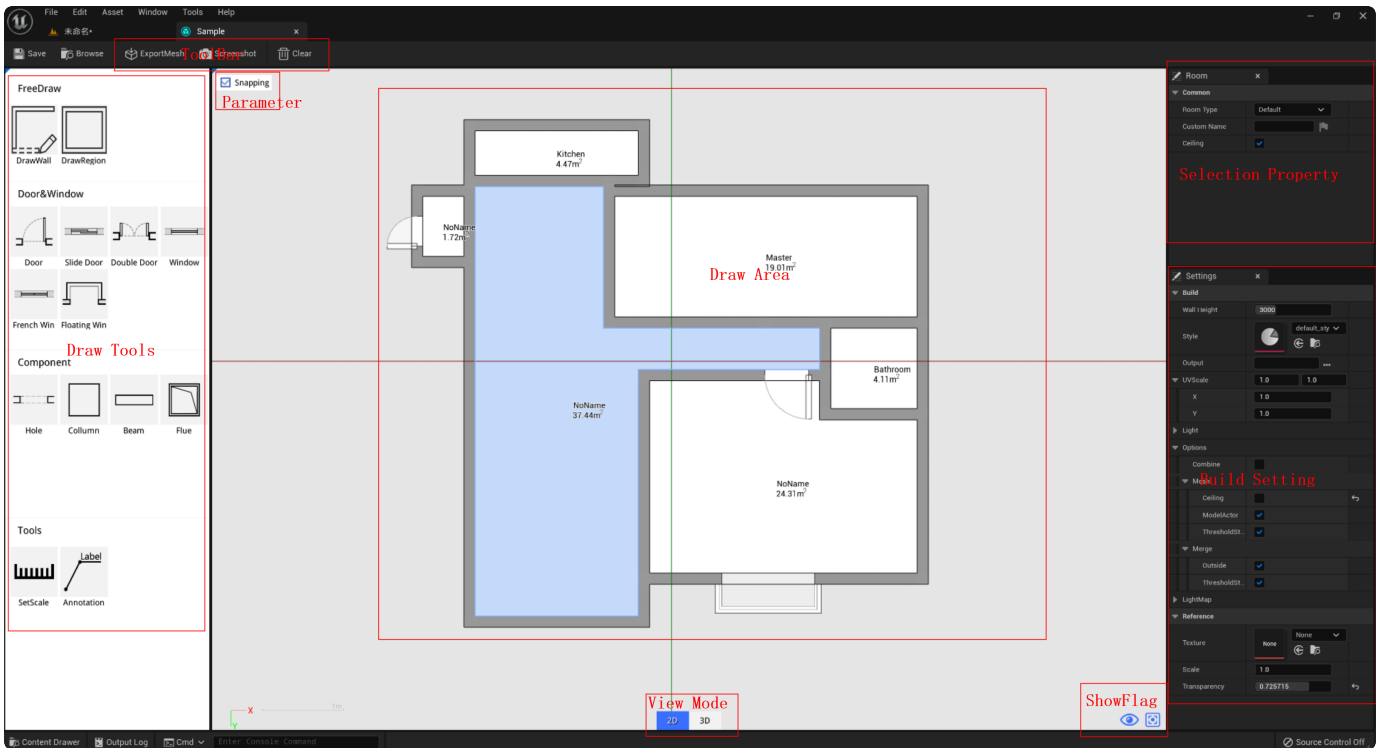 File Edit Asset Window Tools Help
未命名•
Sample
Save Browse ExportMesh Screenshot Clear
ToolBar
FreeDraw
DrawWall DrawRegion
Door&Window
Door Slide Door Double Door Window
French Win Floating Win
Draw Tools
Component
Hole Collumn Beam Flue
Tools
Label
SetScale Annotation
Snapping
Parameter
Kitchen
4.47m²
NoName
1.72m²
Master
19.01m²
Draw Area
Bathroom
4.11m²
NoName
37.44m²
NoName
24.31m²
X
Y
1m
View Mode
2D 3D
ShowFlag
Room
Common
Room Type Default
Custom Name
Ceiling
Selection Property
Settings
Build
Wall Height 3000
Style default_sty
Output
UVScale 1.0 1.0
X 1.0
Y 1.0
Light
Options
Combine
Build Setting
Ceiling
ModelActor
ThresholdSt..
Merge
Outside
ThresholdSt..
LightMap
Reference
Texture None None
Scale 1.0
Transparency 0.725715
Content Drawer Output Log Cmd Enter Console Command
Source Control Off